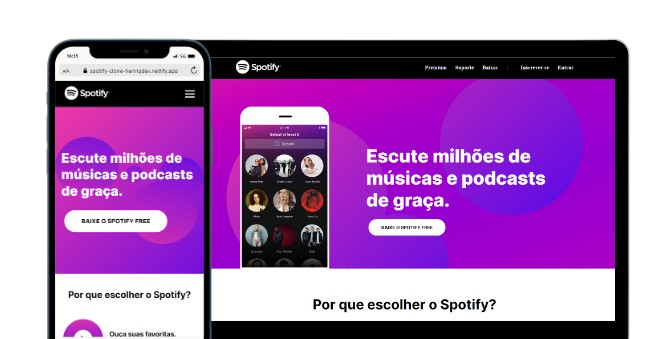 AA spotify-clone-henriqdev.netlify.app
Spotify
Escute milhões de
músicas e podcasts
de graça.
BAIXE O SPOTIFY FREE
Por que escolher o Spotify?
Ouça suas favoritas.
Spotify
Premium Suporte Baixar | Inscrever-se Entrar
Search
Escute milhões de
músicas e podcasts
de graça.
BAIXE O SPOTIFY FREE
Por que escolher o Spotify?